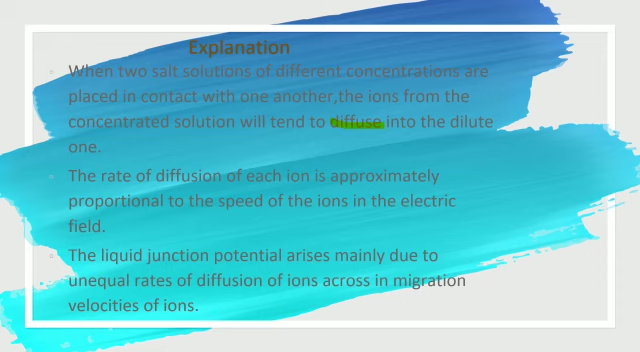 Explanation
When two salt solutions of different concentrations are
placed in contact with one another,the ions from the
concentrated solution will tend to diffuse into the dilute
one.
The rate of diffusion of each ion is approximately
proportional to the speed of the ions in the electric
field.
The liquid junction potential arises mainly due to
unequal rates of diffusion of ions across in migration
velocities of ions.